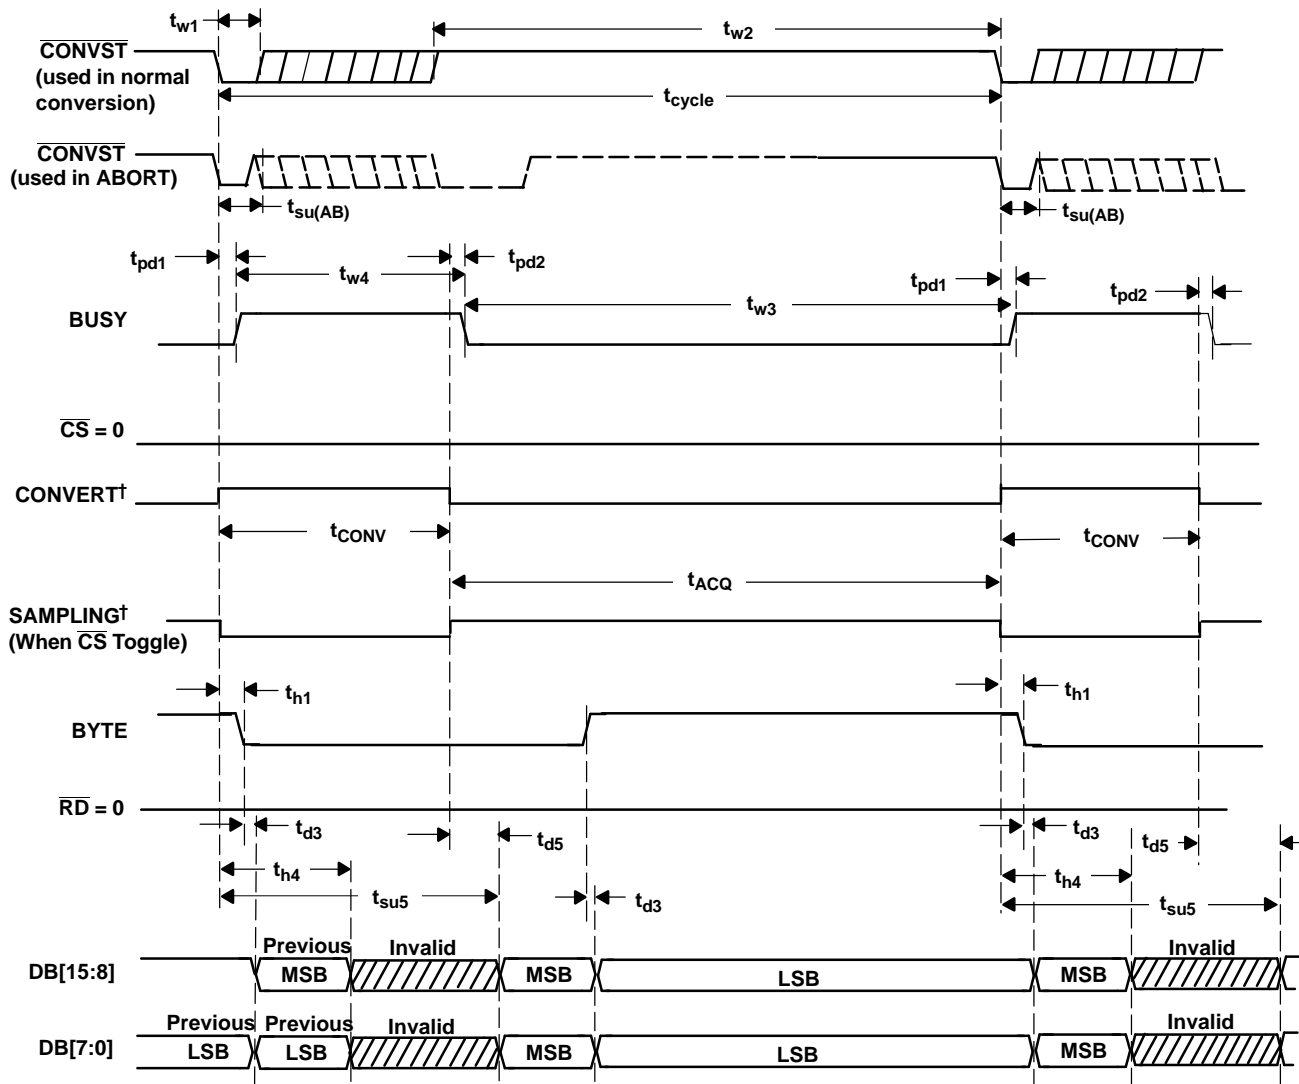 tw1
tw2
CONVST
(used in normal
conversion)
tcycle
CONVST
(used in ABORT)
tsu(AB)
tsu(AB)
tpd1
tw4
tpd2
tpd1
tw3
tpd2
BUSY
CS = 0
CONVERT†
tCONV
tCONV
tACQ
SAMPLING†
(When CS Toggle)
th1
th1
BYTE
RD = 0
td3
td5
td3
td5
th4
th4
tsu5
td3
tsu5
Previous
Invalid
Invalid
DB[15:8]
MSB
MSB
LSB
MSB
Previous
Previous
Invalid
Invalid
DB[7:0]
LSB
LSB
MSB
LSB
MSB